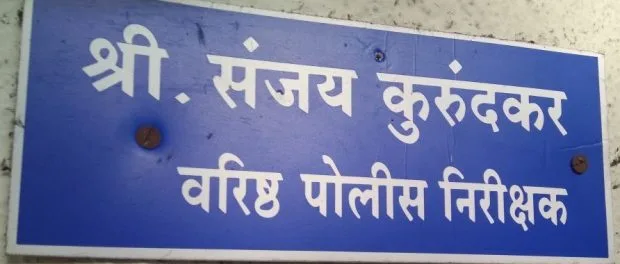 श्री. संजय कुरुंदकर
वरिष्ठ पोलीस निरीक्षक